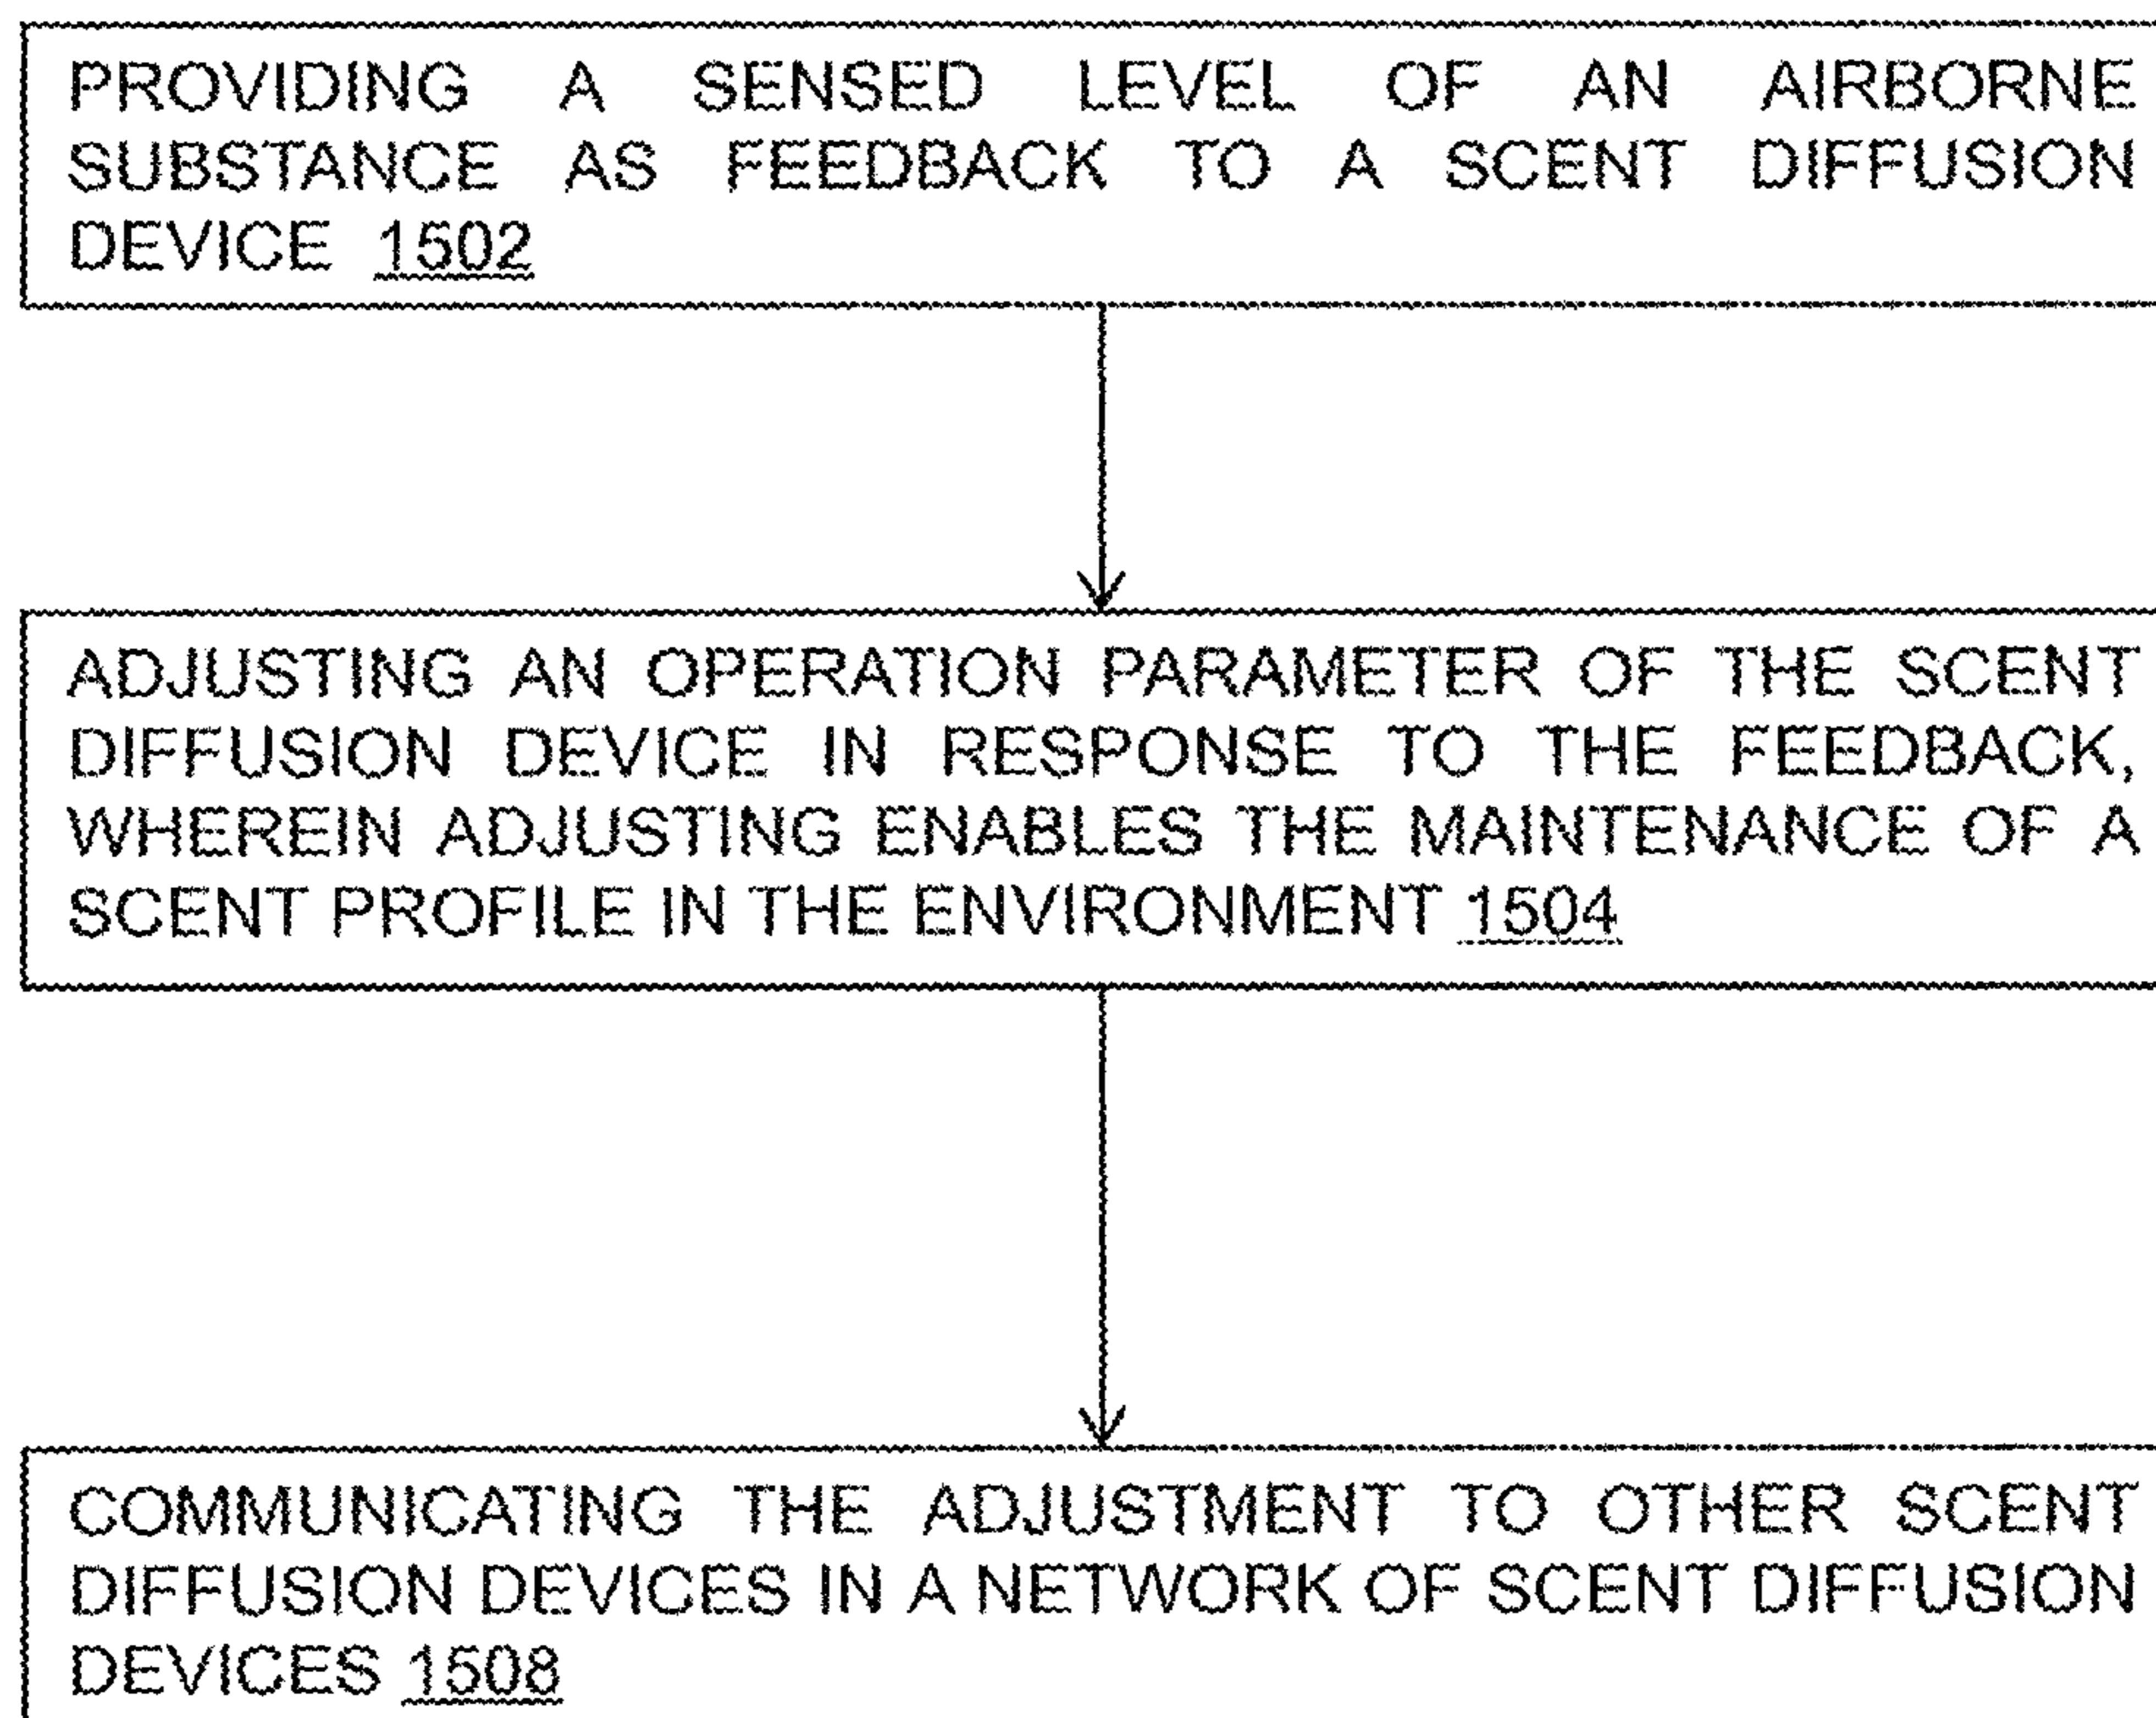 PROVIDING A SENSED LEVEL OF AN AIRBORNE
SUBSTANCE AS FEEDBACK TO A SCENT DIFFUSION
DEVICE 1502
ADJUSTING AN OPERATION PARAMETER OF THE SCENT
DIFFUSION DEVICE IN RESPONSE TO THE FEEDBACK,
WHEREIN ADJUSTING ENABLES THE MAINTENANCE OF A
SCENT PROFILE IN THE ENVIRONMENT 1504
COMMUNICATING THE ADJUSTMENT TO OTHER SCENT
DIFFUSION DEVICES IN A NETWORK OF SCENT DIFFUSION
DEVICES 1508